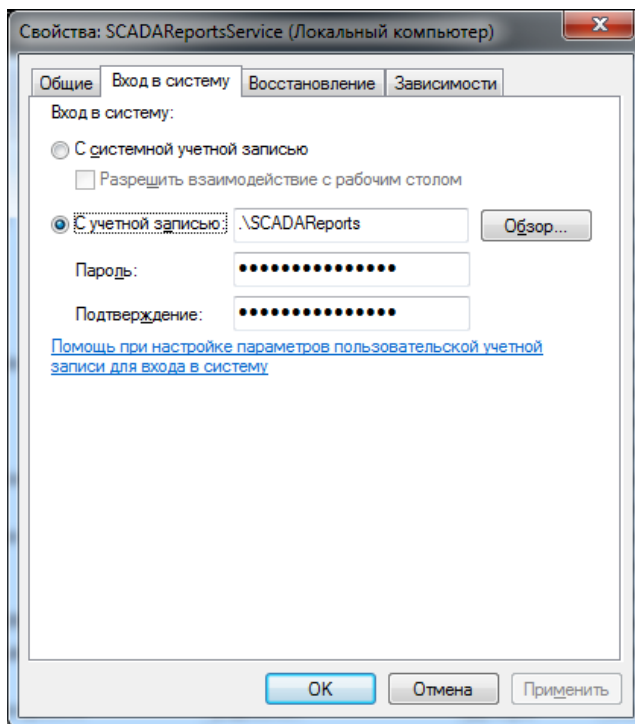 Свойства: SCADAReportsService (Локальный компьютер)
Общие Вход в систему Восстановление Зависимости
Вход в систему:
С системной учетной записью
Разрешить взаимодействие с рабочим столом
С учетной записью: .\SCADAReports Обзор...
Пароль: •••••••••••••••
Подтверждение: •••••••••••••••
Помощь при настройке параметров пользовательской учетной
записи для входа в систему
OK Отмена Применить